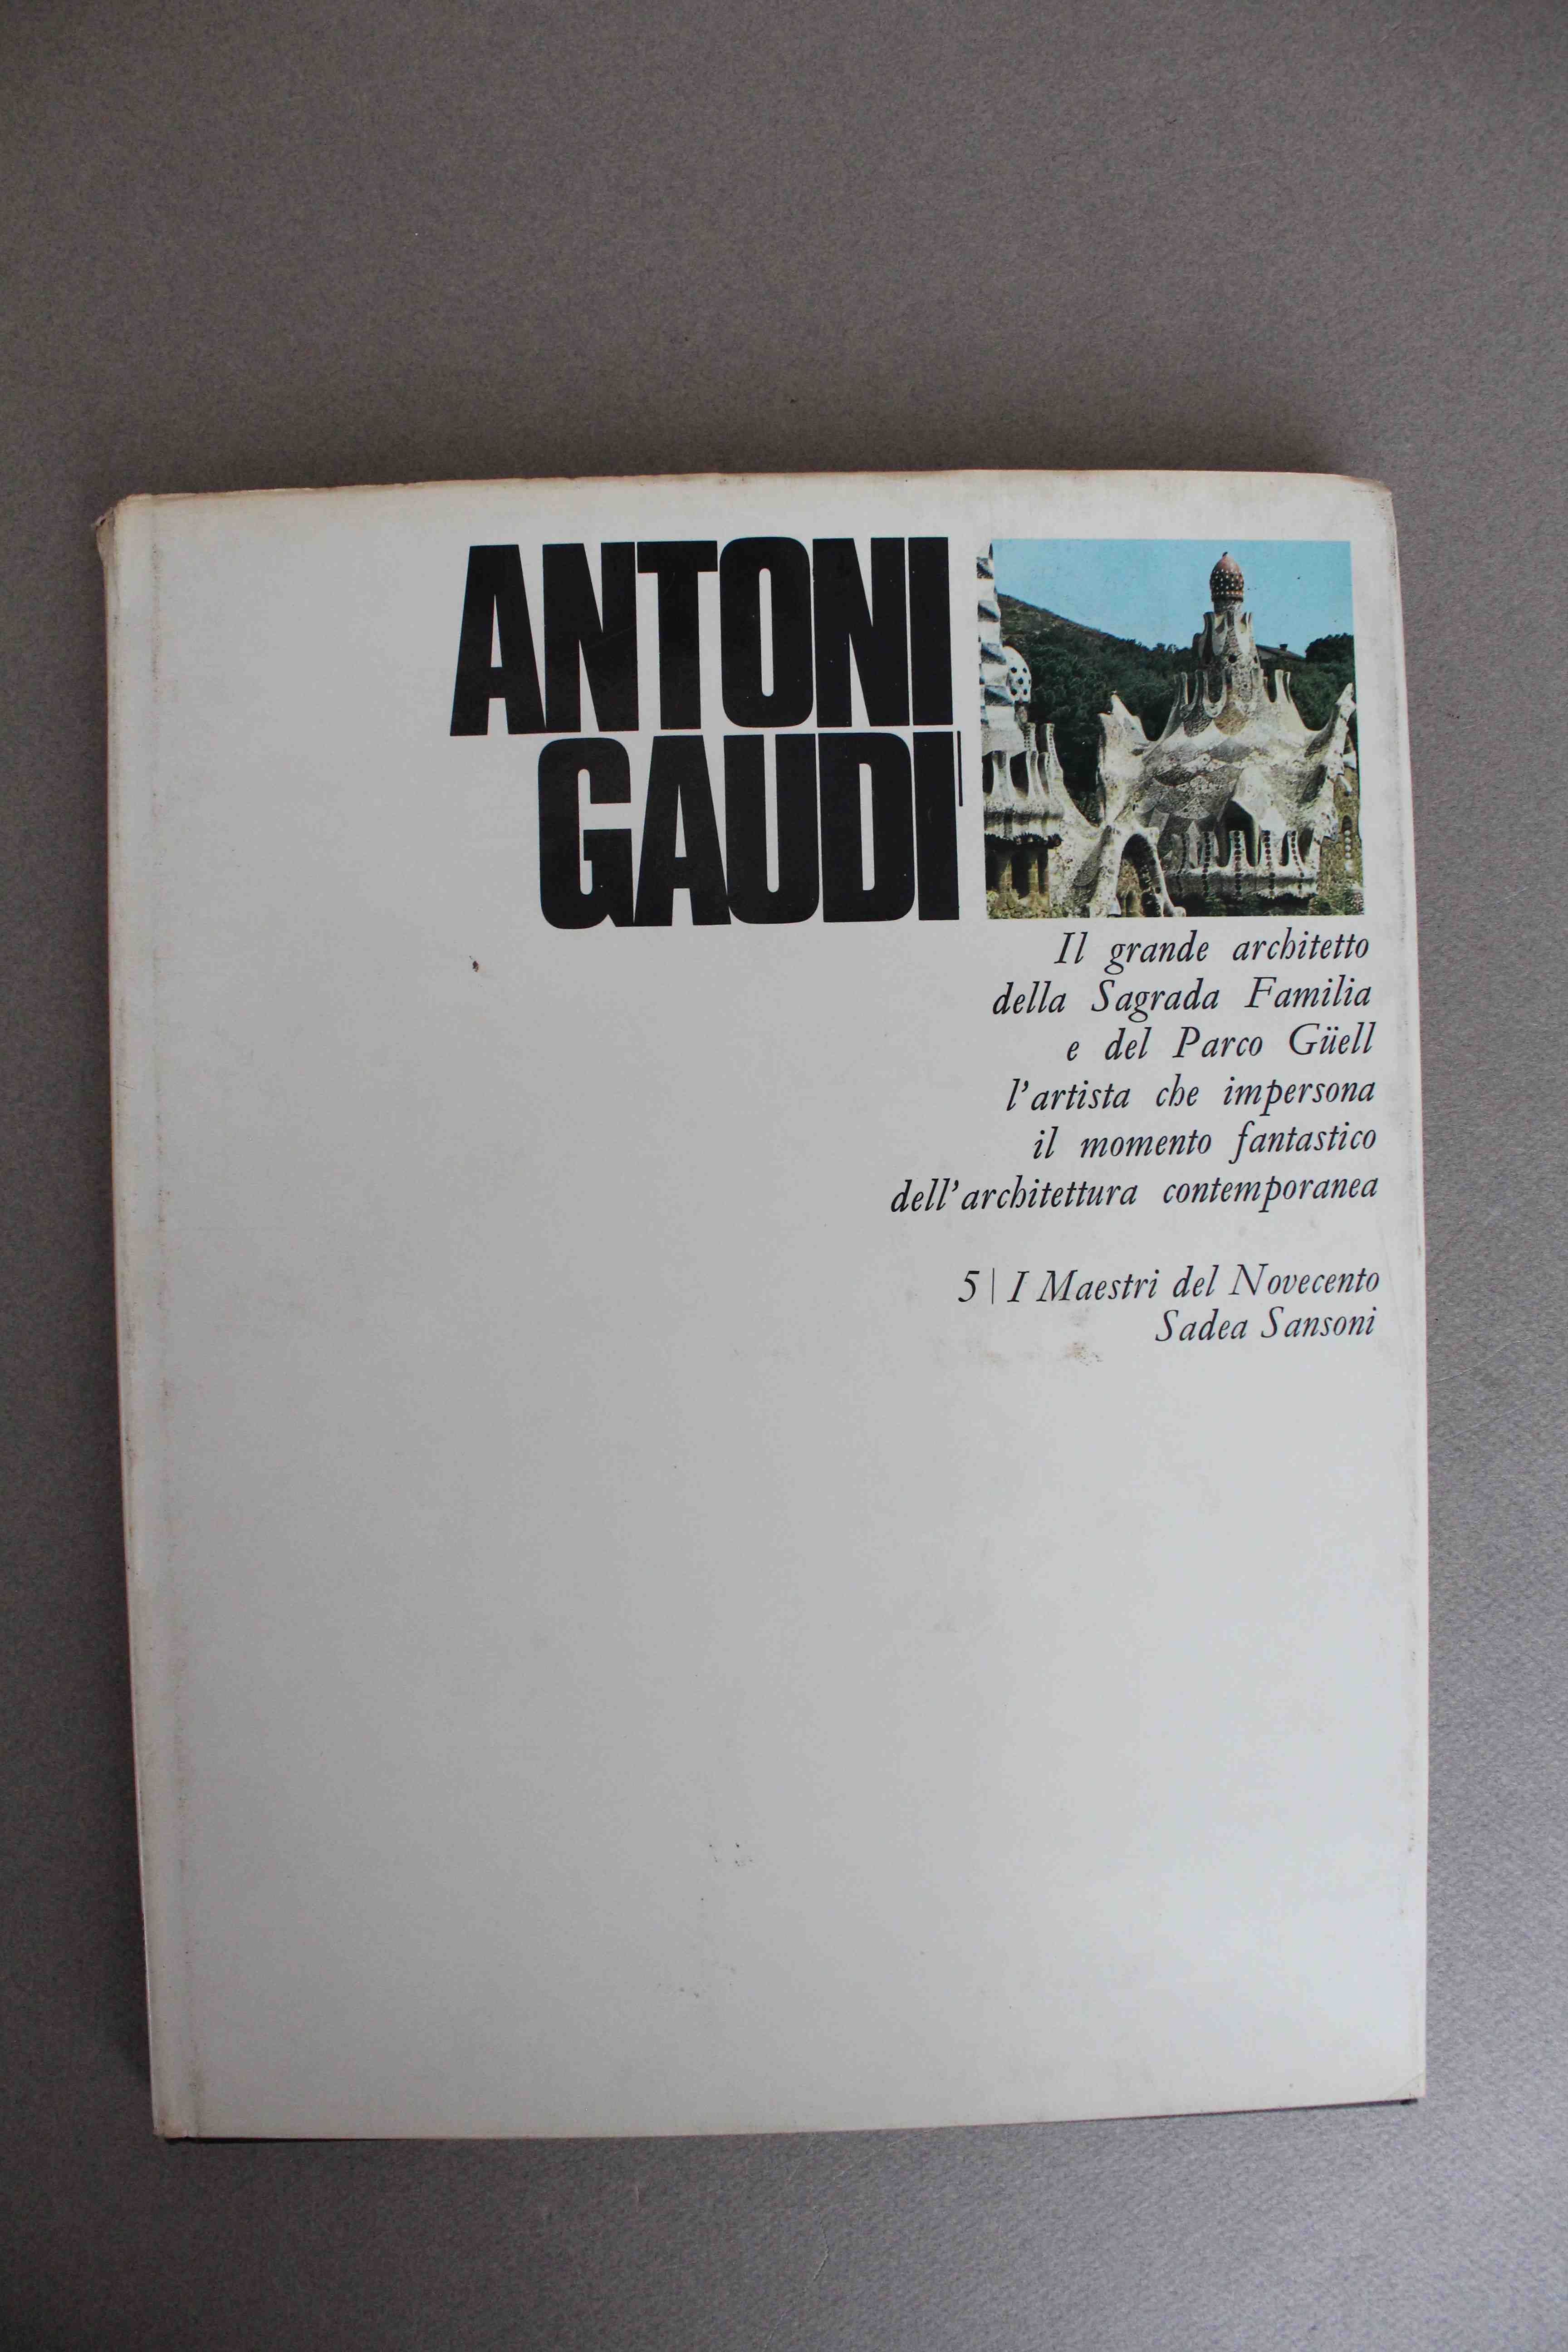 ANTONI
GAUDI'
Il grande architetto
della Sagrada Familia
e del Parco Güell
l'artista che impersona
il momento fantastico
dell'architettura contemporanea
5 | I Maestri del Novecento
Sadea Sansoni